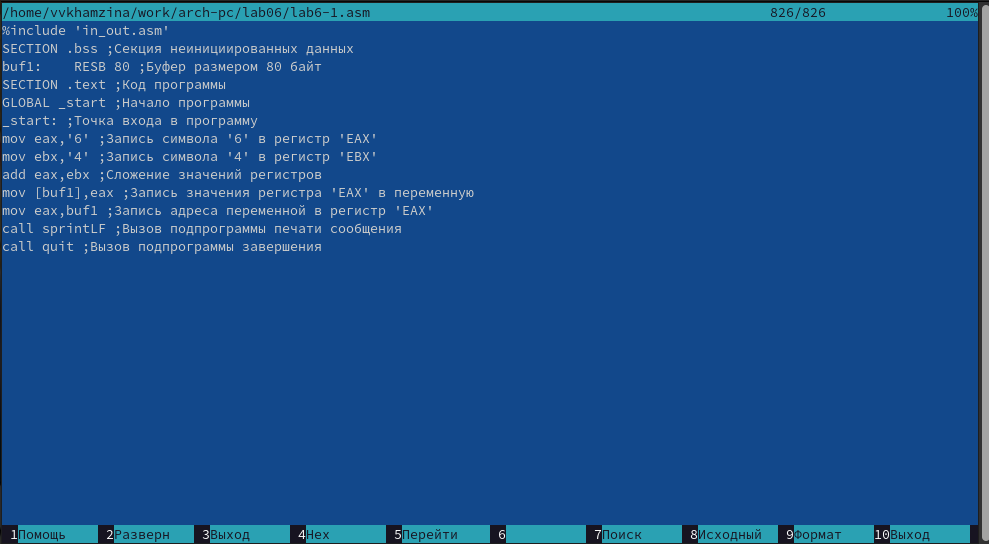 /home/vvkhamzina/work/arch-pc/lab06/lab6-1.asm 826/826 100%
%include 'in_out.asm'
SECTION .bss ;Секция неинициированных данных
buf1:    RESB 80 ;Буфер размером 80 байт
SECTION .text ;Код программы
GLOBAL _start ;Начало программы
_start: ;Точка входа в программу
mov eax,'6' ;Запись символа '6' в регистр 'EAX'
mov ebx,'4' ;Запись символа '4' в регистр 'EBX'
add eax,ebx ;Сложение значений регистров
mov [buf1],eax ;Запись значения регистра 'EAX' в переменную
mov eax,buf1 ;Запись адреса переменной в регистр 'EAX'
call sprintLF ;Вызов подпрограммы печати сообщения
call quit ;Вызов подпрограммы завершения
1Помощь 2Разверн 3Выход 4Hex 5Перейти 6 7Поиск 8Исходный 9Формат 10Выход